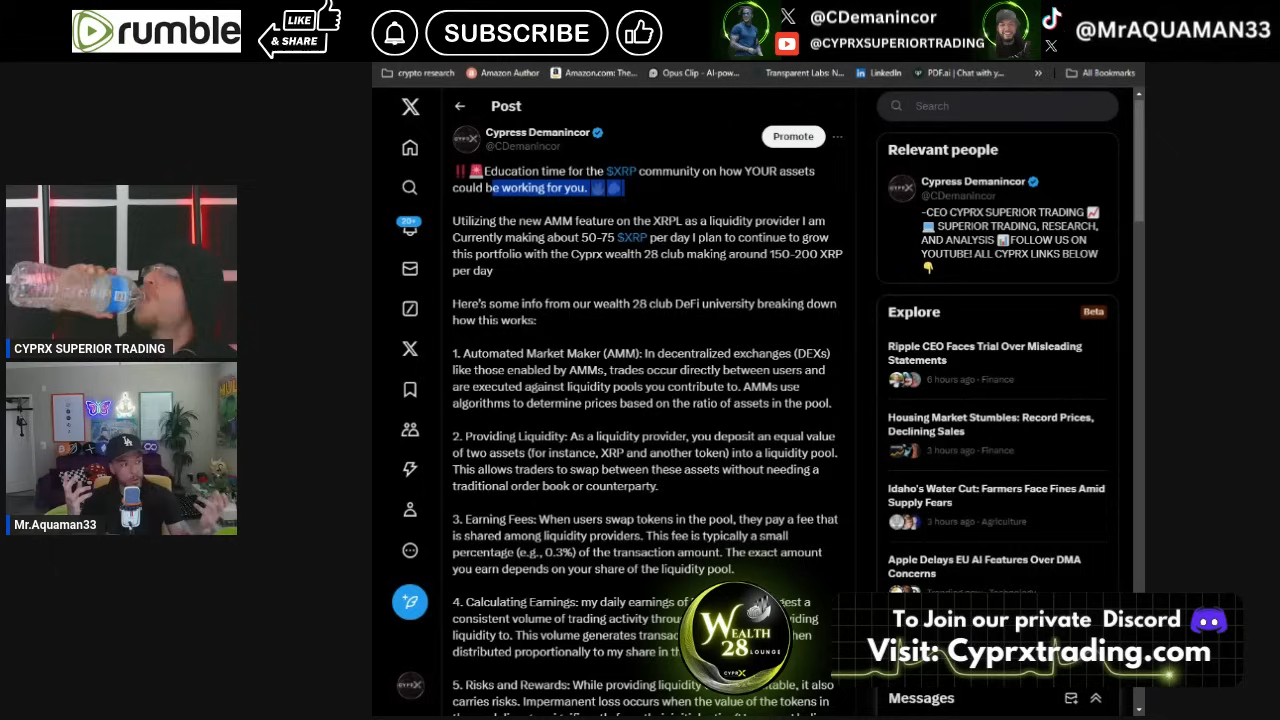 rumble
LIKE
& SHARE
SUBSCRIBE
@CDemanincor
@CYPRXSUPERIORTRADING
@MrAQUAMAN33
crypto research
Amazon Author
Amazon.com: The...
Opus Clip - AI-pow...
Transparent Labs: N...
LinkedIn
PDF.ai | Chat with y...
»
All Bookmarks
Post
Search
Cypress Demanincor
@CDemanincor
Promote
Education time for the $XRP community on how YOUR assets
could be working for you.
Utilizing the new AMM feature on the XRPL as a liquidity provider I am
Currently making about 50-75 $XRP per day I plan to continue to grow
this portfolio with the Cyprx wealth 28 club making around 150-200 XRP
per day
Here's some info from our wealth 28 club DeFi university breaking down
how this works:
1. Automated Market Maker (AMM): In decentralized exchanges (DEXs)
like those enabled by AMMs, trades occur directly between users and
are executed against liquidity pools you contribute to. AMMs use
algorithms to determine prices based on the ratio of assets in the pool.
2. Providing Liquidity: As a liquidity provider, you deposit an equal value
of two assets (for instance, XRP and another token) into a liquidity pool.
This allows traders to swap between these assets without needing a
traditional order book or counterparty.
3. Earning Fees: When users swap tokens in the pool, they pay a fee that
is shared among liquidity providers. This fee is typically a small
percentage (e.g., 0.3%) of the transaction amount. The exact amount
you earn depends on your share of the liquidity pool.
4. Calculating Earnings: my daily earnings of
consistent volume of trading activity
liquidity to. This volume generates
distributed proportionally to my share in
5. Risks and Rewards: While providing liquidity it also
carries risks. Impermanent loss occurs when the value of the tokens in
20+
Relevant people
Cypress Demanincor
@CDemanincor
-CEO CYPRX SUPERIOR TRADING
SUPERIOR TRADING, RESEARCH,
AND ANALYSIS FOLLOW US ON
YOUTUBE! ALL CYPRX LINKS BELOW
Explore
Beta
Ripple CEO Faces Trial Over Misleading
Statements
6 hours ago · Finance
Housing Market Stumbles: Record Prices,
Declining Sales
3 hours ago · Finance
Idaho's Water Cut: Farmers Face Fines Amid
Supply Fears
3 hours ago · Agriculture
Apple Delays EU AI Features Over DMA
Concerns
CYPRX SUPERIOR TRADING
Mr.Aquaman33
WEALTH
28
LOUNGE
CYPRX
To Join our private Discord
Visit: Cyprxtrading.com
Messages